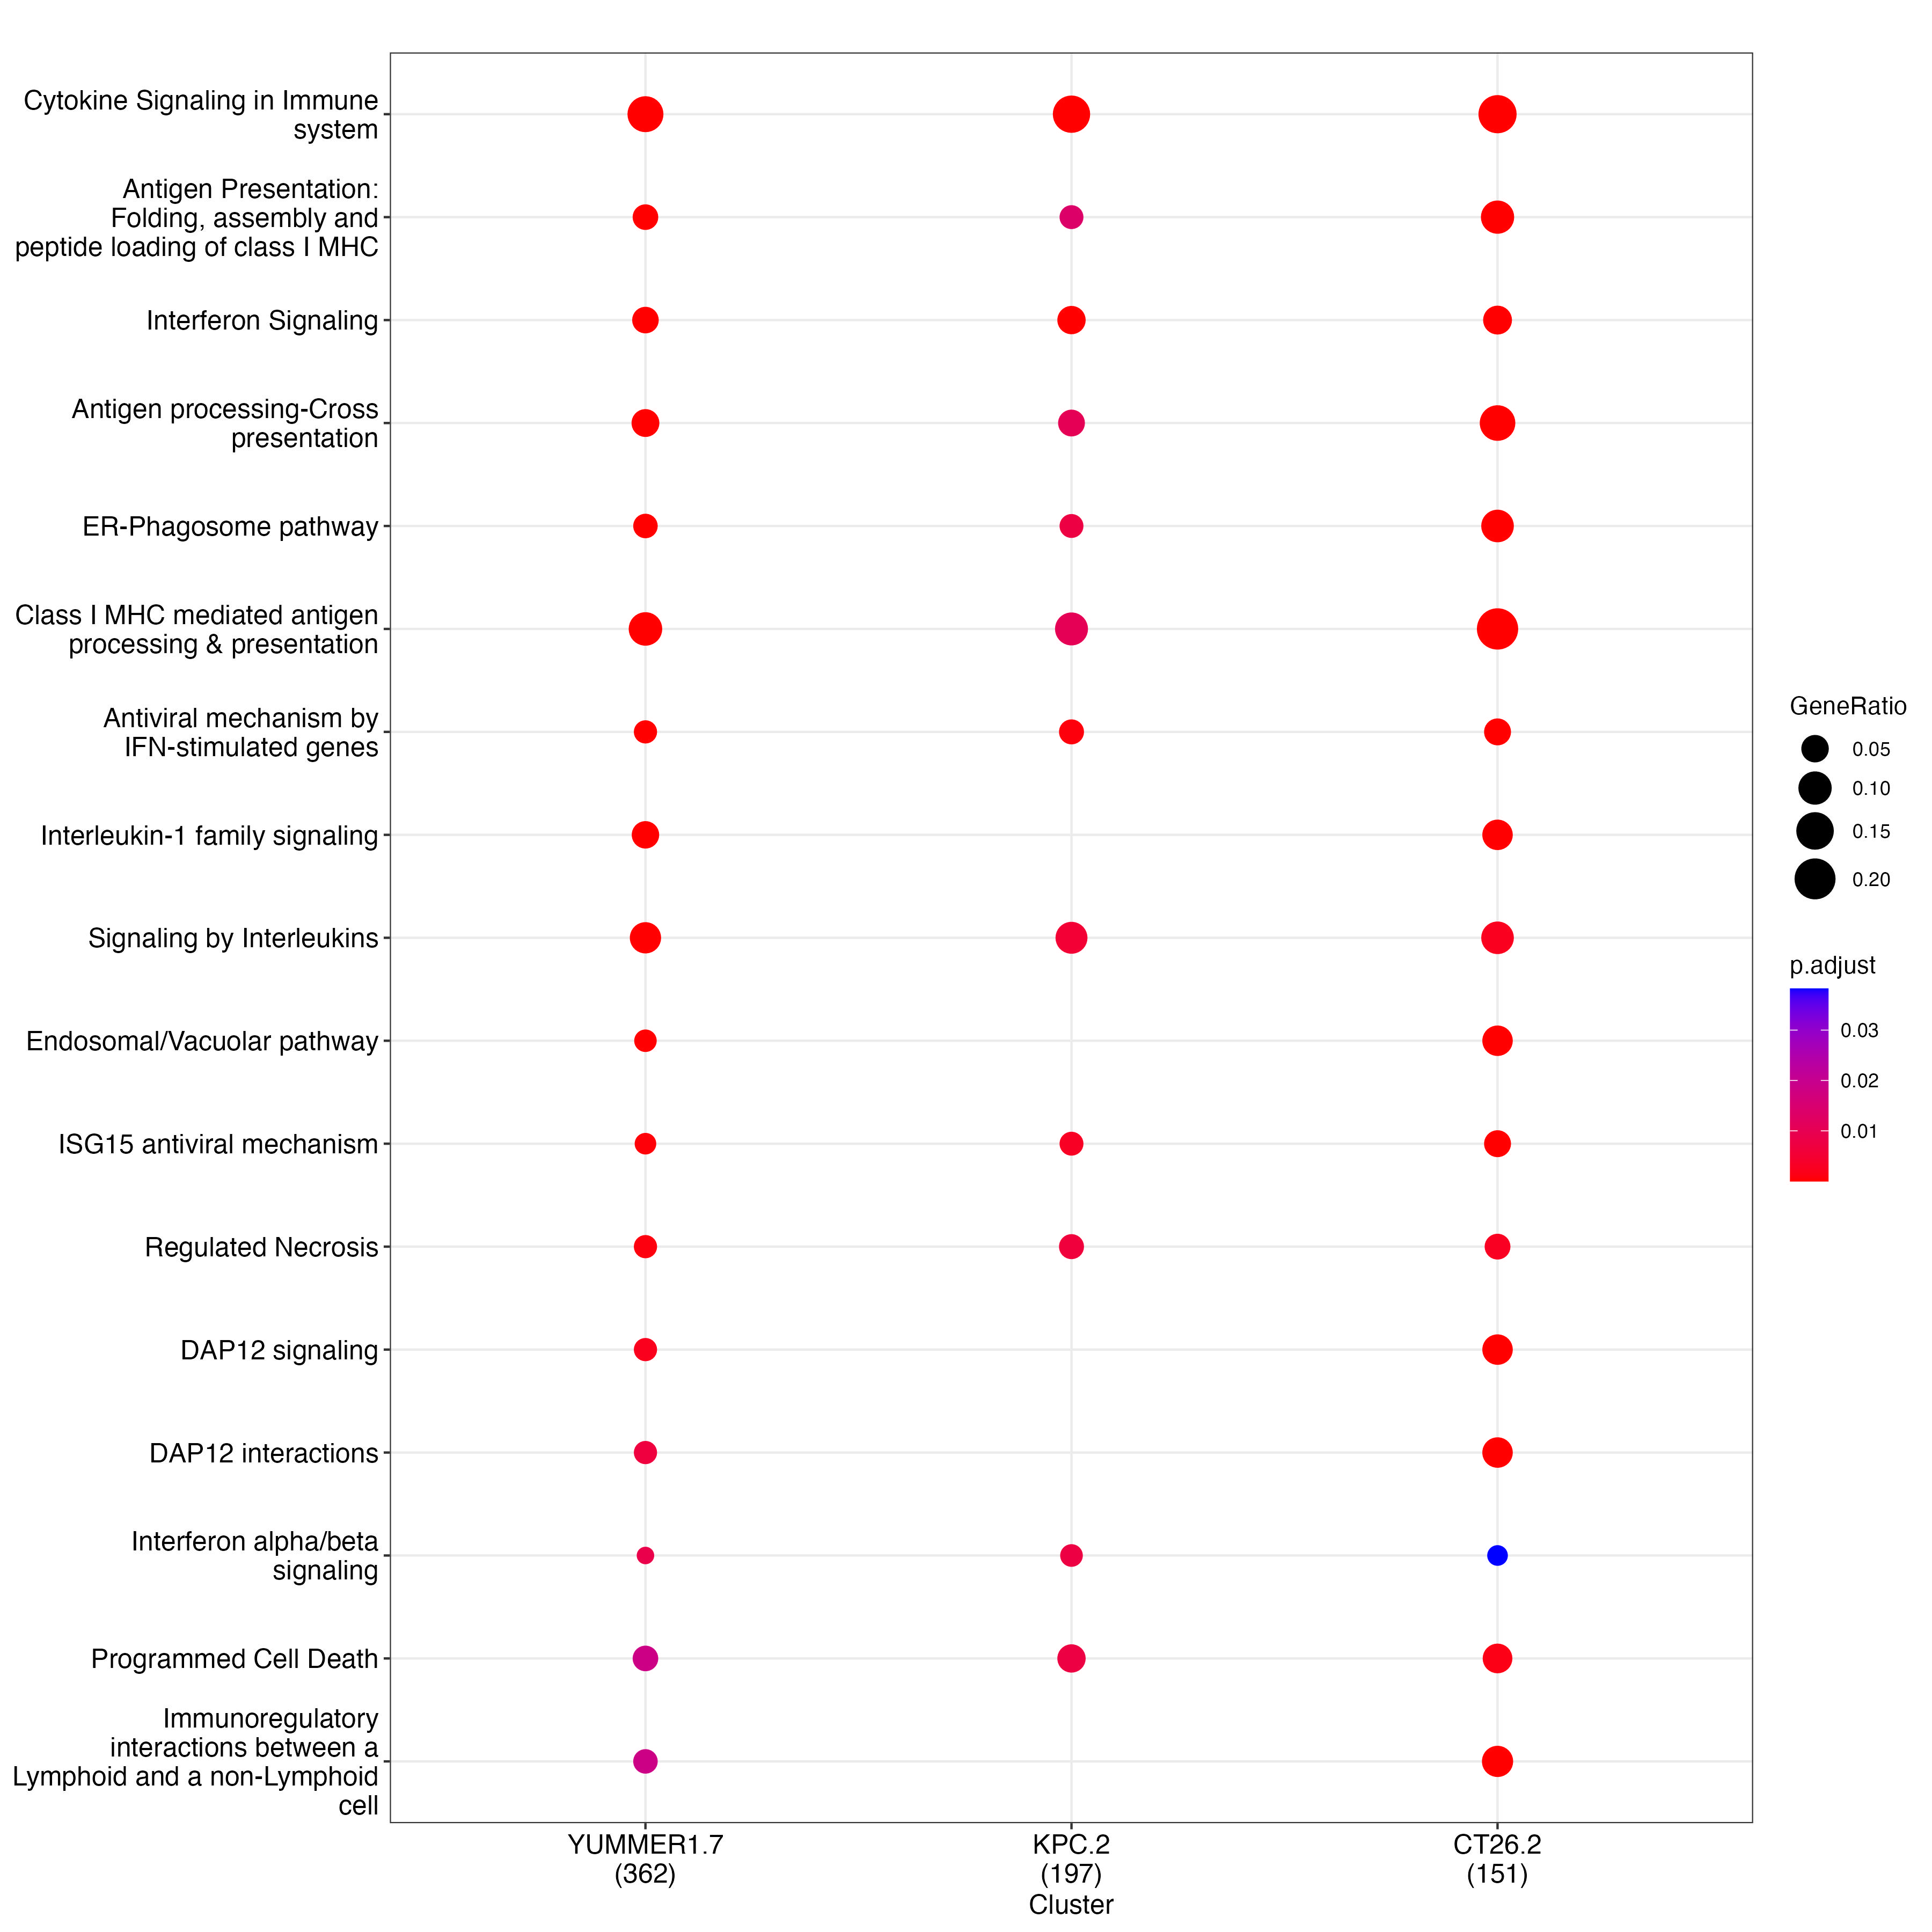 Cytokine Signaling in Immune
system
Antigen Presentation:
Folding, assembly and
peptide loading of class I MHC
Interferon Signaling
Antigen processing-Cross
presentation
ER-Phagosome pathway
Class I MHC mediated antigen
processing & presentation
Antiviral mechanism by
IFN-stimulated genes
Interleukin-1 family signaling
Signaling by Interleukins
Endosomal/Vacuolar pathway
ISG15 antiviral mechanism
Regulated Necrosis
DAP12 signaling
DAP12 interactions
Interferon alpha/beta
signaling
Programmed Cell Death
Immunoregulatory
interactions between a
Lymphoid and a non-Lymphoid
cell
YUMMER1.7
(362)
KPC.2
(197)
CT26.2
(151)
Cluster
GeneRatio
0.05
0.10
0.15
0.20
p.adjust
0.03
0.02
0.01